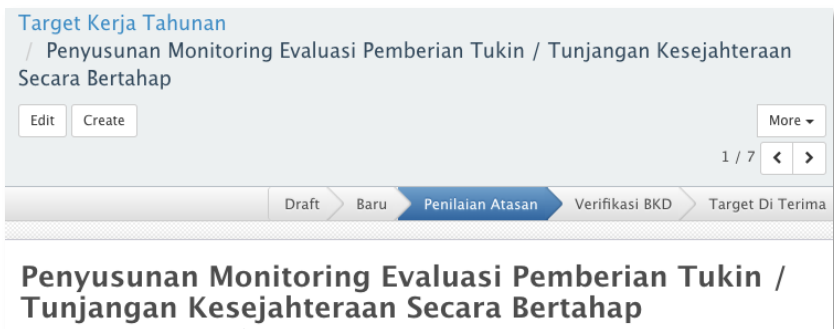 Target Kerja Tahunan
/ Penyusunan Monitoring Evaluasi Pemberian Tukin / Tunjangan Kesejahteraan
Secara Bertahap
Edit Create More
1 / 7
Draft Baru Penilaian Atasan Verifikasi BKD Target Di Terima
Penyusunan Monitoring Evaluasi Pemberian Tukin /
Tunjangan Kesejahteraan Secara Bertahap